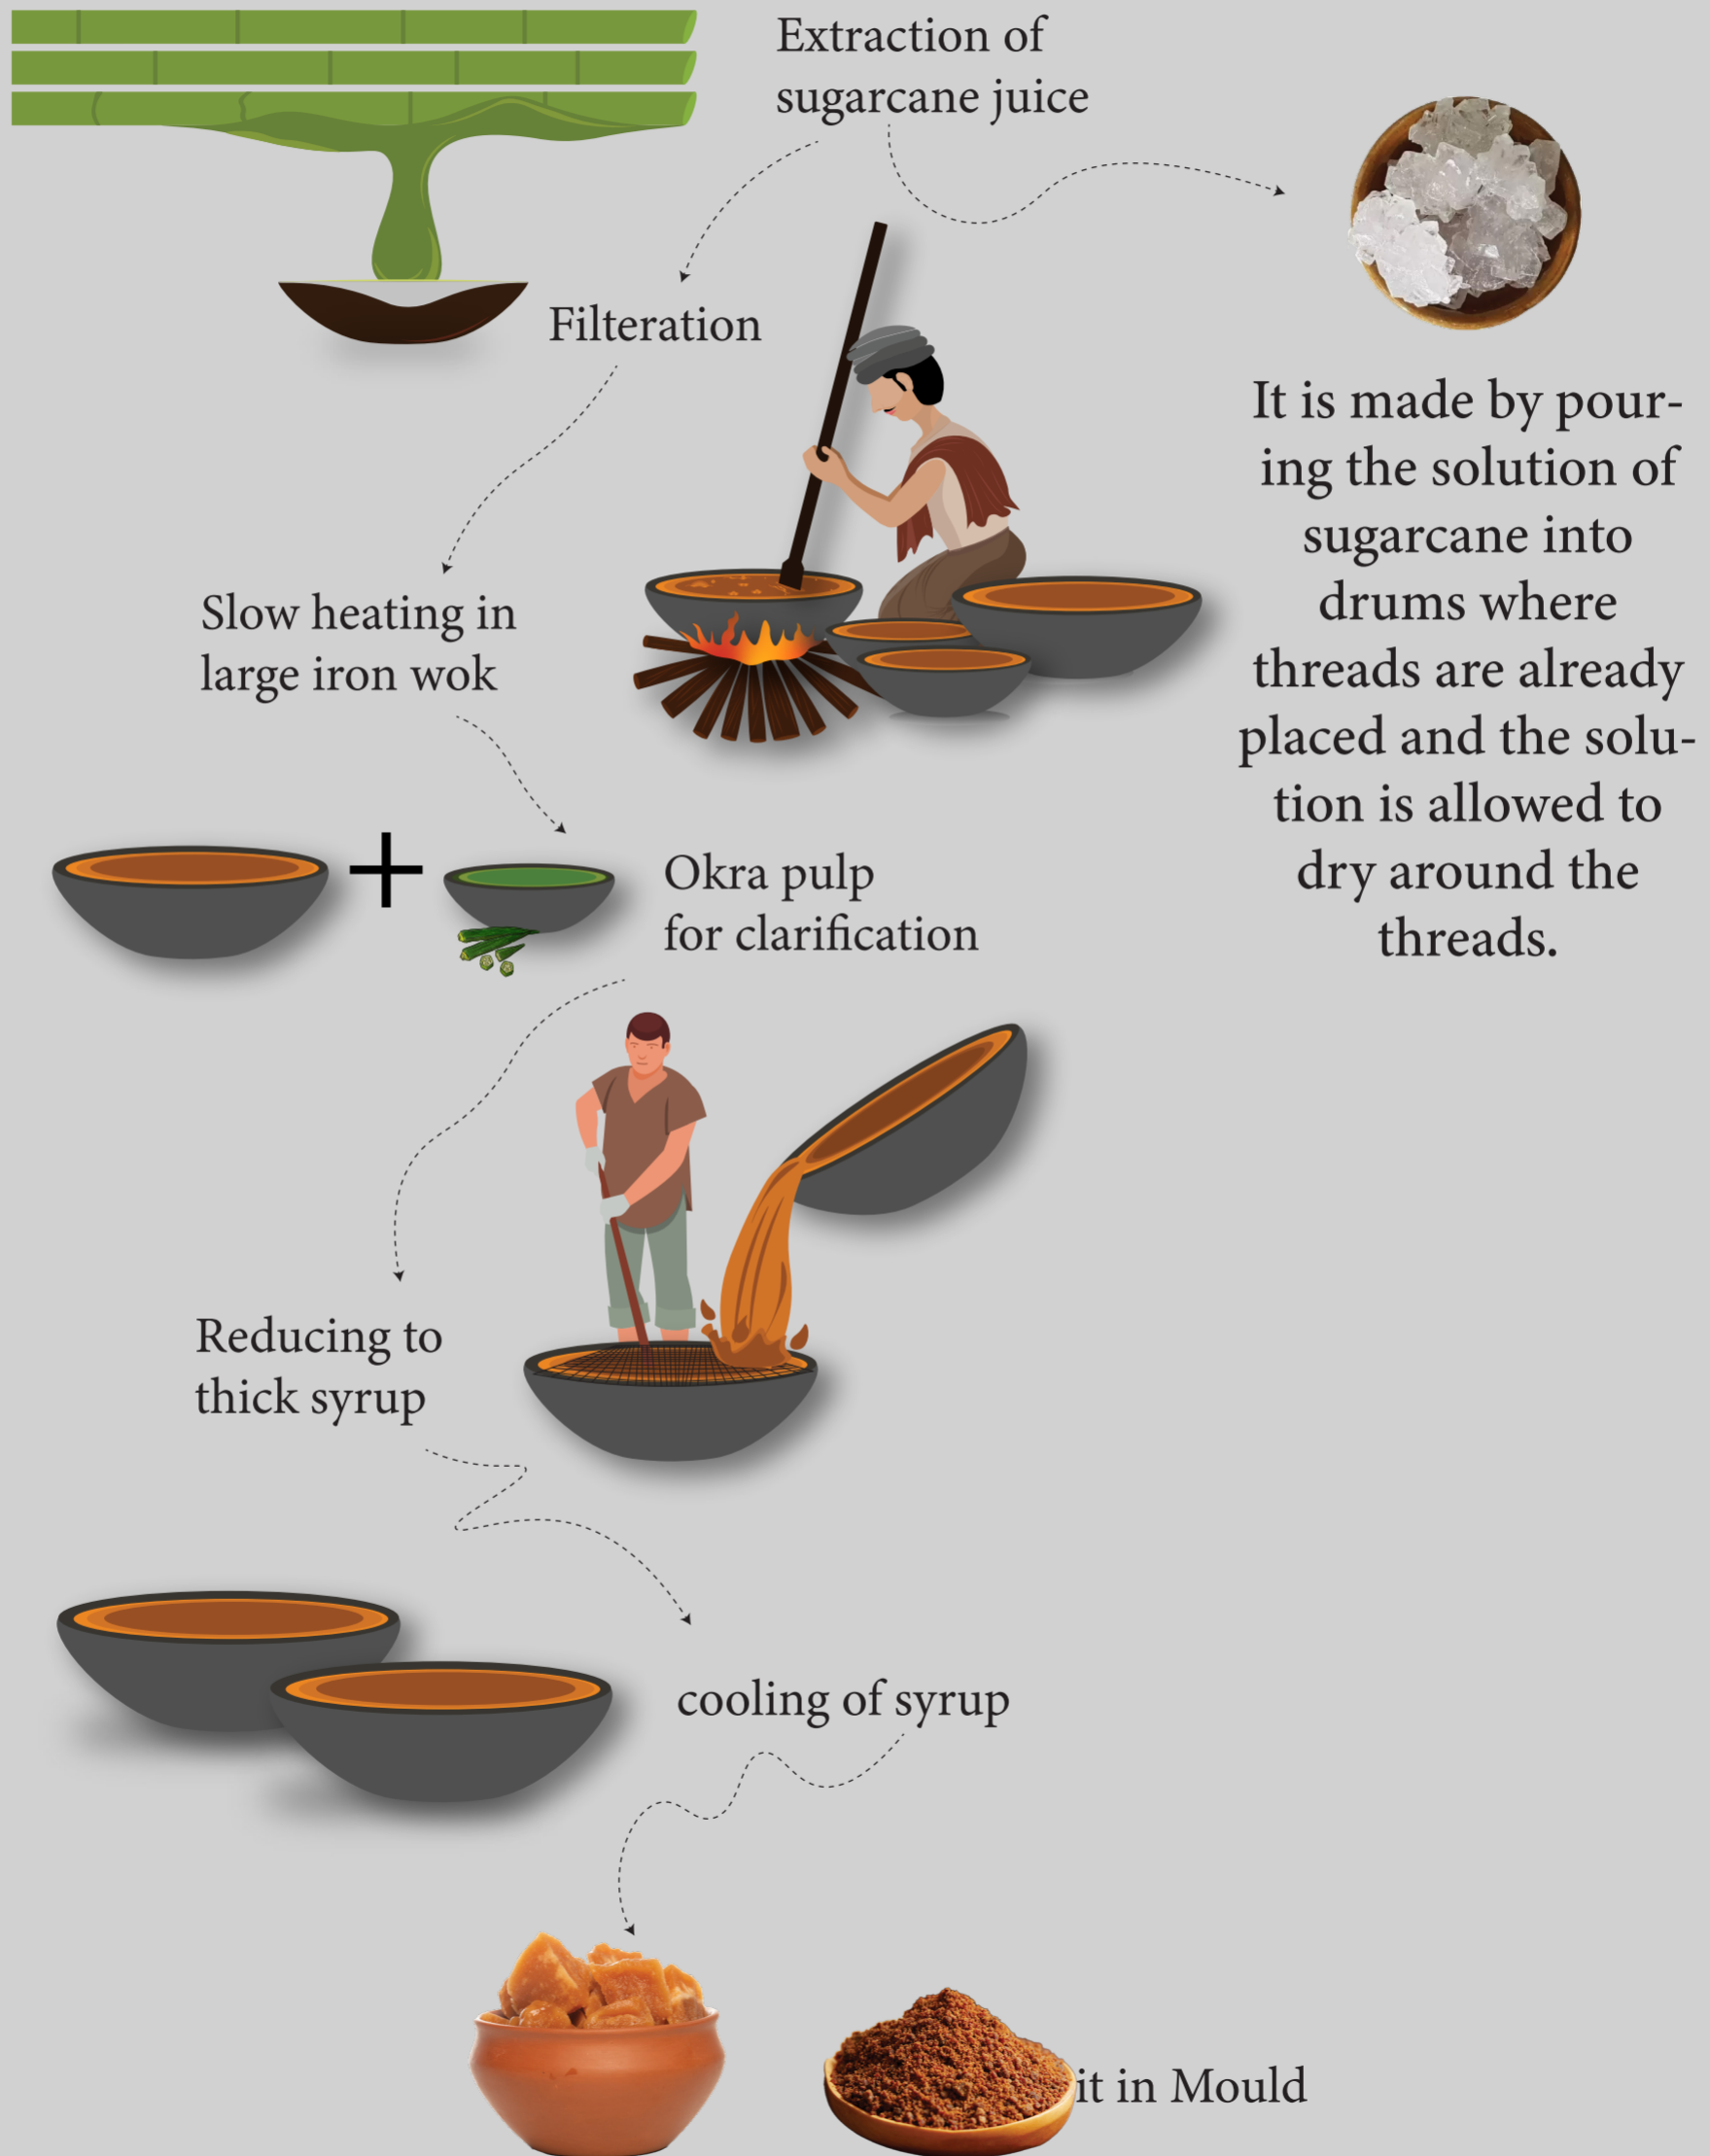 Extraction of
sugarcane juice
Filteration
Slow heating in
large iron wok
Okra pulp
for clarification
Reducing to
thick syrup
cooling of syrup
it in Mould
It is made by pour-
ing the solution of
sugarcane into
drums where
threads are already
placed and the solu-
tion is allowed to
dry around the
threads.